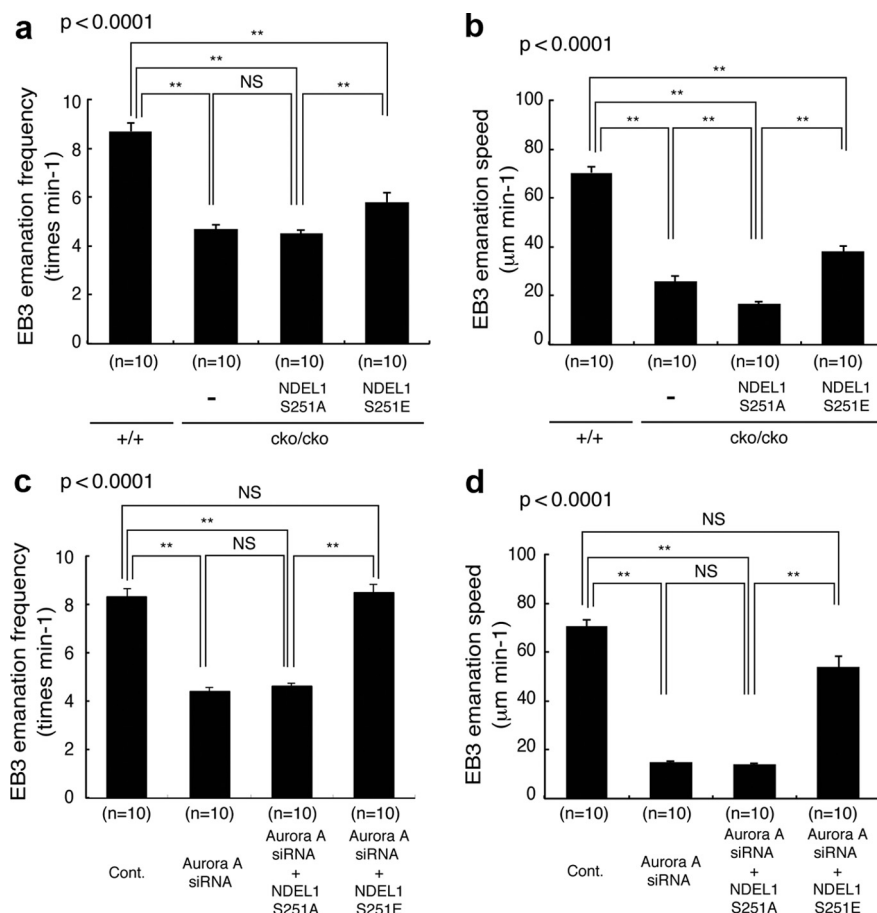 a
p < 0.0001
**
**
** NS **
EB3 emanation frequency
(times min-1)
10
8
6
4
2
0
(n=10) (n=10) (n=10) (n=10)
- NDEL1 S251A NDEL1 S251E
+/+ cko/cko
b
p < 0.0001
**
**
** ** **
EB3 emanation speed
(μm min-1)
100
80
60
40
20
0
(n=10) (n=10) (n=10) (n=10)
- NDEL1 S251A NDEL1 S251E
+/+ cko/cko
c
p < 0.0001
NS
**
** NS **
EB3 emanation frequency
(times min-1)
10
8
6
4
2
0
(n=10) (n=10) (n=10) (n=10)
Cont.
Aurora A
siRNA
Aurora A
siRNA
+
NDEL1
S251A
Aurora A
siRNA
+
NDEL1
S251E
d
p < 0.0001
NS
**
** NS **
EB3 emanation speed
(μm min-1)
100
80
60
40
20
0
(n=10) (n=10) (n=10) (n=10)
Cont.
Aurora A
siRNA
Aurora A
siRNA
+
NDEL1
S251A
Aurora A
siRNA
+
NDEL1
S251E